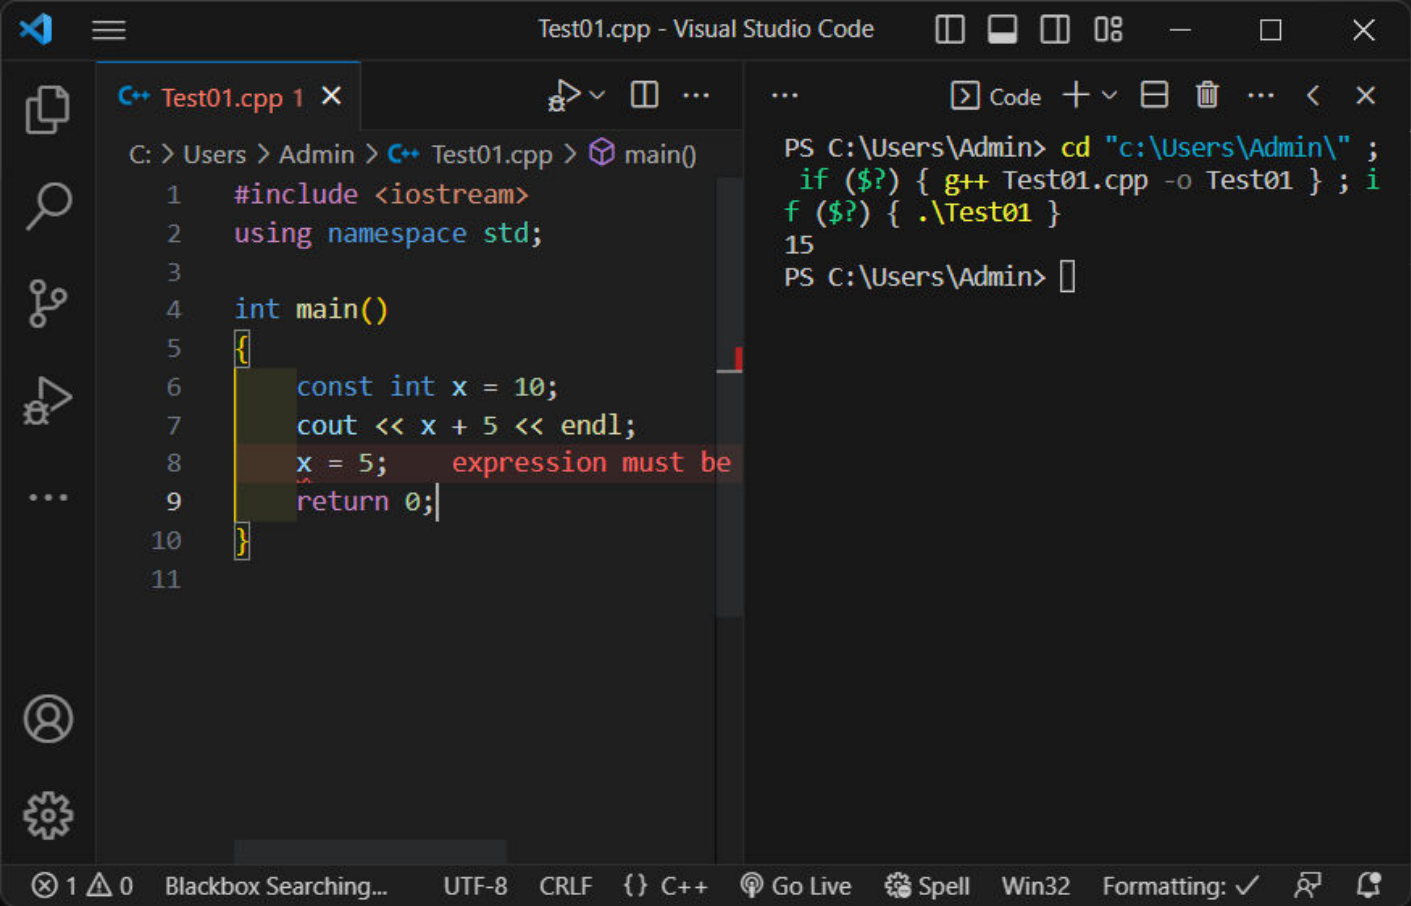 Test01.cpp - Visual Studio Code
C++ Test01.cpp 1
Code
C: > Users > Admin > C++ Test01.cpp > main()
1 #include <iostream>
2 using namespace std;
3
4 int main()
5 {
6 const int x = 10;
7 cout << x + 5 << endl;
8 x = 5; expression must be
9 return 0;
10 }
11
PS C:\Users\Admin> cd "c:\Users\Admin\" ;
if ($?) { g++ Test01.cpp -o Test01 } ; i
f ($?) { .\Test01 }
15
PS C:\Users\Admin>
1 0 Blackbox Searching... UTF-8 CRLF {} C++ Go Live Spell Win32 Formatting: ✓